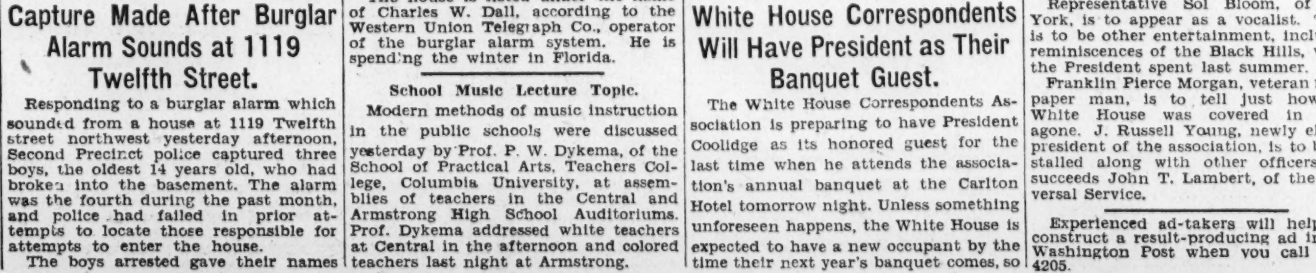 Capture Made After Burglar
Alarm Sounds at 1119
Twelfth Street.
Responding to a burglar alarm which
sounded from a house at 1119 Twelfth
street northwest yesterday afternoon,
Second Precinct police captured three
boys, the oldest 14 years old, who had
broken into the basement. The alarm
was the fourth during the past month,
and police had failed in prior at-
tempts to locate those responsible for
attempts to enter the house.
The boys arrested gave their names
of Charles W. Dall, according to the
Western Union Telegraph Co., operator
of the burglar alarm system. He is
spend'ng the winter in Florida.
School Music Lecture Topic.
Modern methods of music instruction
in the public schools were discussed
yesterday by Prof. P. W. Dykema, of the
School of Practical Arts, Teachers Col-
lege, Columbia University, at assem-
blies of teachers in the Central and
Armstrong High School Auditoriums.
Prof. Dykema addressed white teachers
at Central in the afternoon and colored
teachers last night at Armstrong.
White House Correspondents
Will Have President as Their
Banquet Guest.
The White House Correspondents As-
sociation is preparing to have President
Coolidge as its honored guest for the
last time when he attends the associa-
tion's annual banquet at the Carlton
Hotel tomorrow night. Unless something
unforeseen happens, the White House is
expected to have a new occupant by the
time their next year's banquet comes, so
Representative Sol Bloom, of
York, is to appear as a vocalist.
is to be other entertainment,
reminiscences of the Black Hills,
the President spent last summer.
Franklin Pierce Morgan, veteran
paper man, is to tell just
White House was covered in
agone. J. Russell Young, newly
president of the association, is to
stalled along with other officers
succeeds John T. Lambert, of the
versal Service.
Experienced ad-takers will
construct a result-producing ad
Washington Post when you call
4205.